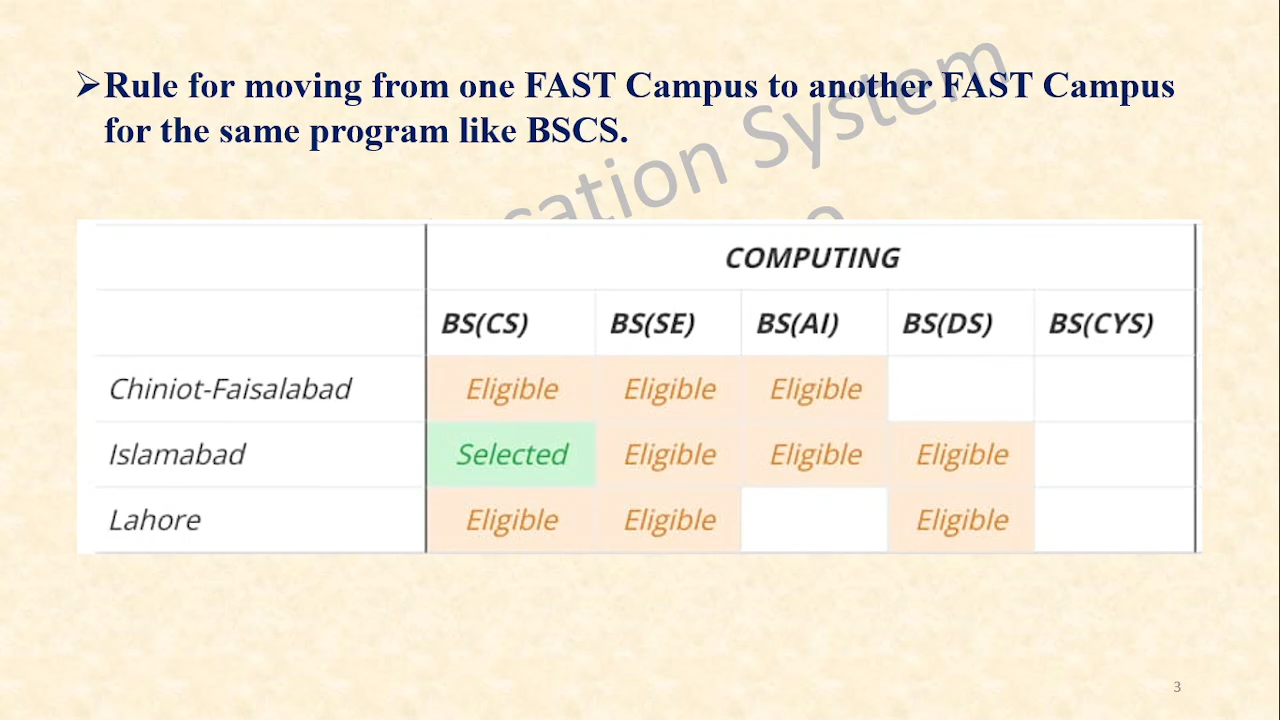 ➢Rule for moving from one FAST Campus to another FAST Campus
for the same program like BSCS.
System
COMPUTING
BS(CS) BS(SE) BS(AI) BS(DS) BS(CYS)
Chiniot-Faisalabad Eligible Eligible Eligible
Islamabad Selected Eligible Eligible Eligible
Lahore Eligible Eligible Eligible
3